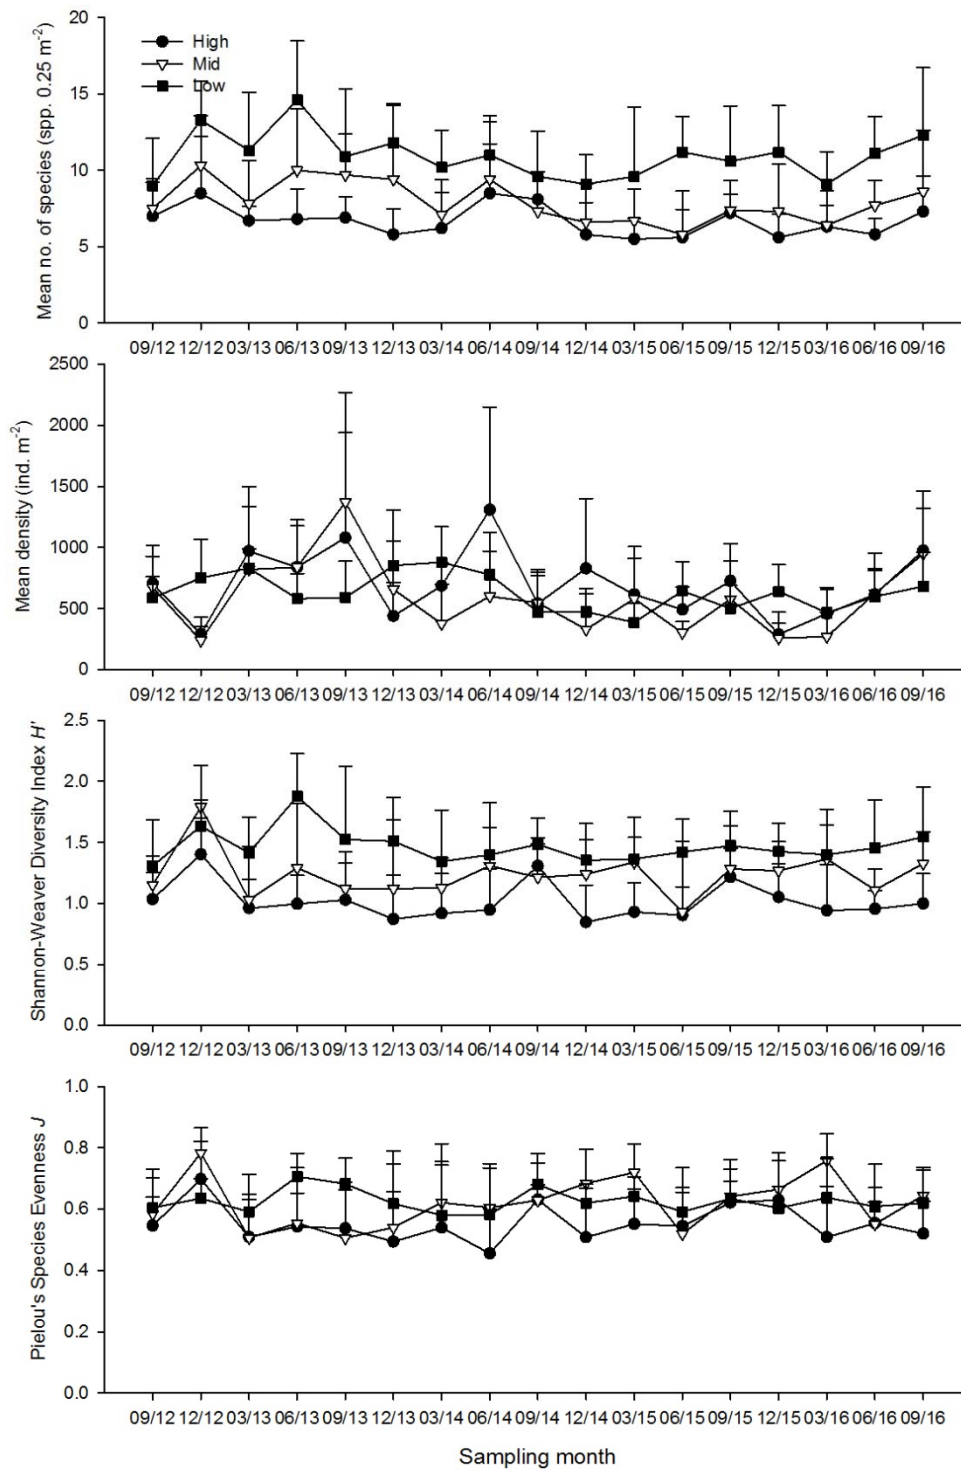 20
High
Mid
Low
15
10
5
0
Mean no. of species (spp. 0.25 m⁻²)
09/12 12/12 03/13 06/13 09/13 12/13 03/14 06/14 09/14 12/14 03/15 06/15 09/15 12/15 03/16 06/16 09/16
2500
2000
1500
1000
500
0
Mean density (ind. m⁻²)
09/12 12/12 03/13 06/13 09/13 12/13 03/14 06/14 09/14 12/14 03/15 06/15 09/15 12/15 03/16 06/16 09/16
2.5
2.0
1.5
1.0
0.5
0.0
Shannon-Weaver Diversity Index H'
09/12 12/12 03/13 06/13 09/13 12/13 03/14 06/14 09/14 12/14 03/15 06/15 09/15 12/15 03/16 06/16 09/16
1.0
0.8
0.6
0.4
0.2
0.0
Pielou's Species Evenness J
09/12 12/12 03/13 06/13 09/13 12/13 03/14 06/14 09/14 12/14 03/15 06/15 09/15 12/15 03/16 06/16 09/16
Sampling month